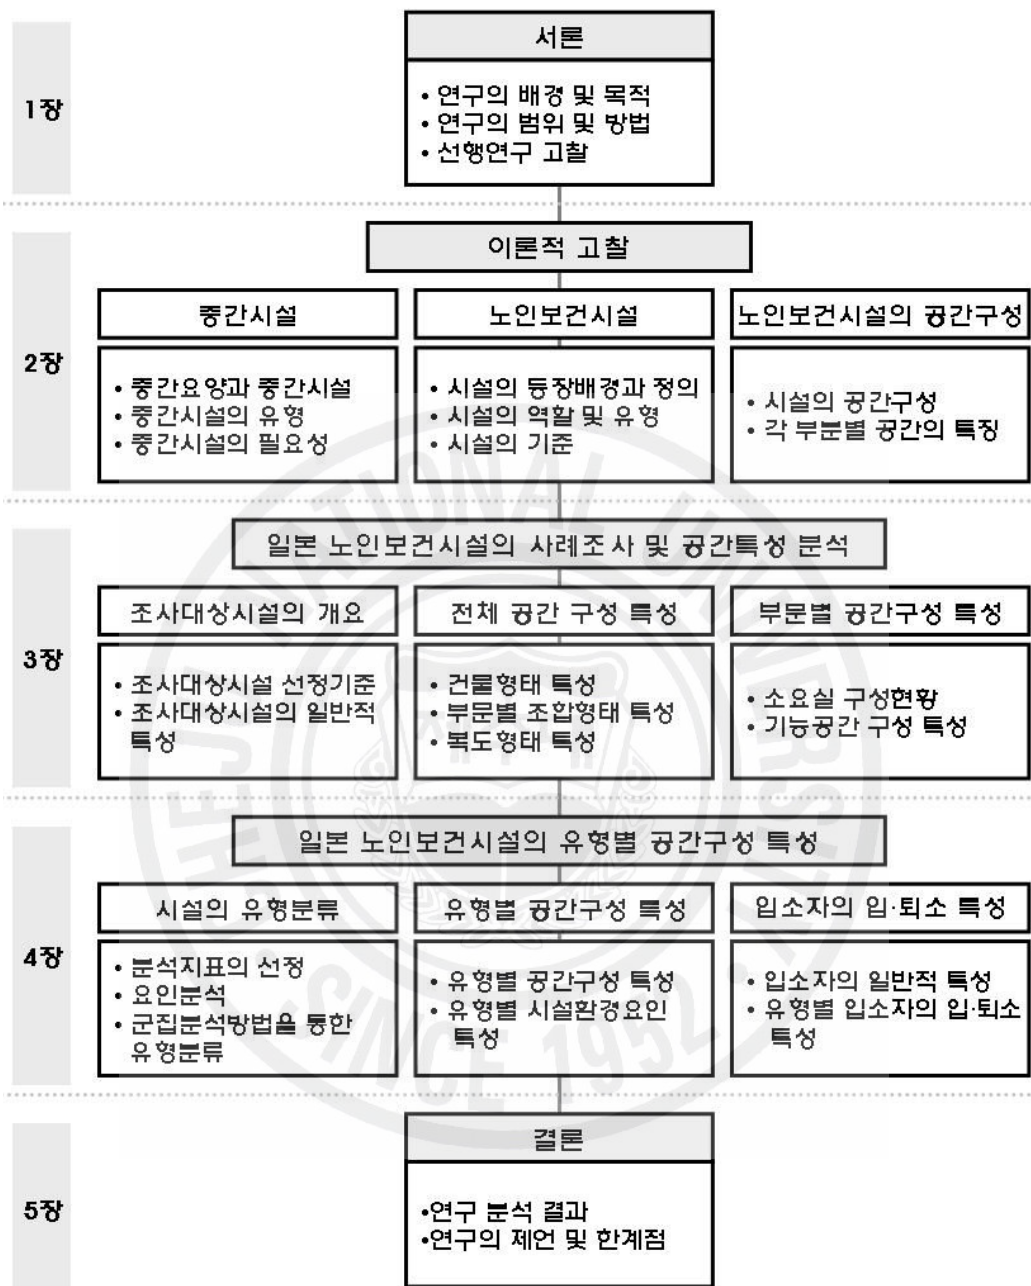 1장
서론
• 연구의 배경 및 목적
• 연구의 범위 및 방법
• 선행연구 고찰
2장
이론적 고찰
중간시설
• 중간요양과 중간시설
• 중간시설의 유형
• 중간시설의 필요성
노인보건시설
• 시설의 등장배경과 정의
• 시설의 역할 및 유형
• 시설의 기준
노인보건시설의 공간구성
• 시설의 공간구성
• 각 부분별 공간의 특징
3장
일본 노인보건시설의 사례조사 및 공간특성 분석
조사대상시설의 개요
• 조사대상시설 선정기준
• 조사대상시설의 일반적
특성
전체 공간 구성 특성
• 건물형태 특성
• 부문별 조합형태 특성
• 복도형태 특성
부문별 공간구성 특성
• 소요실 구성현황
• 기능공간 구성 특성
4장
일본 노인보건시설의 유형별 공간구성 특성
시설의 유형분류
• 분석지표의 선정
• 요인분석
• 군집분석방법을 통한
유형분류
유형별 공간구성 특성
• 유형별 공간구성 특성
• 유형별 시설환경요인
특성
입소자의 입·퇴소 특성
• 입소자의 일반적 특성
• 유형별 입소자의 입·퇴소
특성
5장
결론
•연구 분석 결과
•연구의 제언 및 한계점
JEJU NATIONAL UNIVERSITY
SINCE 1952